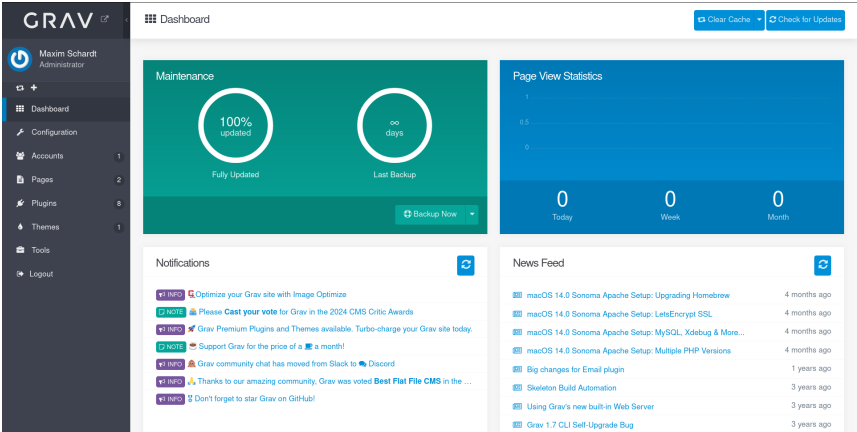 GRAV
Dashboard
Clear Cache
Check for Updates
Maxim Schardt
Administrator
Dashboard
Configuration
Accounts 1
Pages 2
Plugins 8
Themes 1
Tools
Logout
Maintenance
100%
updated
Fully Updated
∞
days
Last Backup
Backup Now
Page View Statistics
1
0.5
0
0
Today
0
Week
0
Month
Notifications
INFO Optimize your Grav site with Image Optimize
NOTE Please Cast your vote for Grav in the 2024 CMS Critic Awards
INFO Grav Premium Plugins and Themes available. Turbo-charge your Grav site today.
NOTE Support Grav for the price of a a month!
INFO Grav community chat has moved from Slack to Discord
INFO Thanks to our amazing community, Grav was voted Best Flat File CMS in the ...
INFO Don't forget to star Grav on GitHub!
News Feed
macOS 14.0 Sonoma Apache Setup: Upgrading Homebrew 4 months ago
macOS 14.0 Sonoma Apache Setup: LetsEncrypt SSL 4 months ago
macOS 14.0 Sonoma Apache Setup: MySQL, Xdebug & More... 4 months ago
macOS 14.0 Sonoma Apache Setup: Multiple PHP Versions 4 months ago
Big changes for Email plugin 1 years ago
Skeleton Build Automation 3 years ago
Using Grav's new built-in Web Server 3 years ago
Grav 1.7 CLI Self-Upgrade Bug 3 years ago